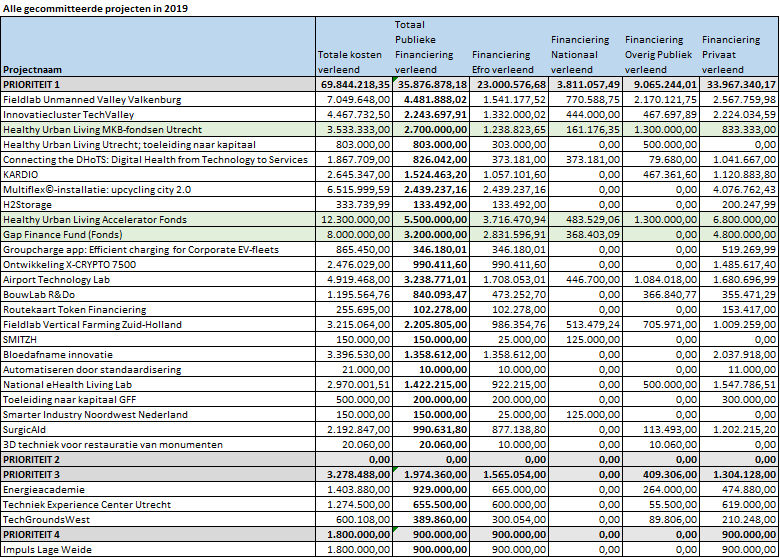 Alle gecommitteerde projecten in 2019
Projectnaam Totale kosten verleend Totaal Publieke Financiering verleend Financiering Efro verleend Financiering Nationaal verleend Financiering Overig Publiek verleend Financiering Privaat verleend
PRIORITEIT 1 69.844.218,35 35.876.878,18 23.000.576,68 3.811.057,49 9.065.244,01 33.967.340,17
Fieldlab Unmanned Valley Valkenburg 7.049.648,00 4.481.888,02 1.541.177,52 770.588,75 2.170.121,75 2.567.759,98
Innovatiecluster TechValley 4.467.732,50 2.243.697,91 1.332.000,02 444.000,00 467.697,89 2.224.034,59
Healthy Urban Living MKB-fondsen Utrecht 3.533.333,00 2.700.000,00 1.238.823,65 161.176,35 1.300.000,00 833.333,00
Healthy Urban Living Utrecht; toeleiding naar kapitaal 803.000,00 803.000,00 303.000,00 0,00 500.000,00 0,00
Connecting the DHoTS: Digital Health from Technology to Services 1.867.709,00 826.042,00 373.181,00 373.181,00 79.680,00 1.041.667,00
KARDIO 2.645.347,00 1.524.463,20 1.057.101,60 0,00 467.361,60 1.120.883,80
Multiflex©-installatie: upcycling city 2.0 6.515.999,59 2.439.237,16 2.439.237,16 0,00 0,00 4.076.762,43
H2Storage 333.739,99 133.492,00 133.492,00 0,00 0,00 200.247,99
Healthy Urban Living Accelerator Fonds 12.300.000,00 5.500.000,00 3.716.470,94 483.529,06 1.300.000,00 6.800.000,00
Gap Finance Fund (Fonds) 8.000.000,00 3.200.000,00 2.831.596,91 368.403,09 0,00 4.800.000,00
Groupcharge app: Efficient charging for Corporate EV-fleets 865.450,00 346.180,01 346.180,01 0,00 0,00 519.269,99
Ontwikkeling X-CRYPTO 7500 2.476.029,00 990.411,60 990.411,60 0,00 0,00 1.485.617,40
Airport Technology Lab 4.919.468,00 3.238.771,01 1.708.053,01 446.700,00 1.084.018,00 1.680.696,99
BouwLab R&Do 1.195.564,76 840.093,47 473.252,70 0,00 366.840,77 355.471,29
Routekaart Token Financiering 255.695,00 102.278,00 102.278,00 0,00 0,00 153.417,00
Fieldlab Vertical Farming Zuid-Holland 3.215.064,00 2.205.805,00 986.354,76 513.479,24 705.971,00 1.009.259,00
SMITZH 150.000,00 150.000,00 25.000,00 125.000,00 0,00 0,00
Bloedafname innovatie 3.396.530,00 1.358.612,00 1.358.612,00 0,00 0,00 2.037.918,00
Automatiseren door standaardisering 21.000,00 10.000,00 10.000,00 0,00 0,00 11.000,00
National eHealth Living Lab 2.970.001,51 1.422.215,00 922.215,00 0,00 500.000,00 1.547.786,51
Toeleiding naar kapitaal GFF 500.000,00 200.000,00 200.000,00 0,00 0,00 300.000,00
Smarter Industry Noordwest Nederland 150.000,00 150.000,00 25.000,00 125.000,00 0,00 0,00
SurgicAId 2.192.847,00 990.631,80 877.138,80 0,00 113.493,00 1.202.215,20
3D techniek voor restauratie van monumenten 20.060,00 20.060,00 10.000,00 0,00 10.060,00 0,00
PRIORITEIT 2 0,00 0,00 0,00 0,00 0,00 0,00
PRIORITEIT 3 3.278.488,00 1.974.360,00 1.565.054,00 0,00 409.306,00 1.304.128,00
Energieacademie 1.403.880,00 929.000,00 665.000,00 0,00 264.000,00 474.880,00
Techniek Experience Center Utrecht 1.274.500,00 655.500,00 600.000,00 0,00 55.500,00 619.000,00
TechGroundsWest 600.108,00 389.860,00 300.054,00 0,00 89.806,00 210.248,00
PRIORITEIT 4 1.800.000,00 900.000,00 900.000,00 0,00 0,00 900.000,00
Impuls Lage Weide 1.800.000,00 900.000,00 900.000,00 0,00 0,00 900.000,00